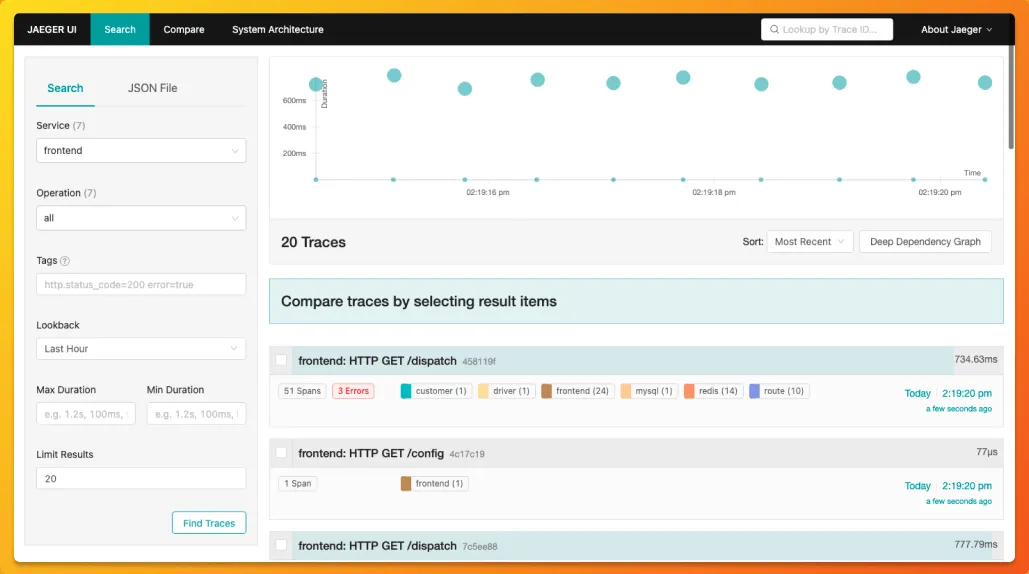 JAEGER UI Search Compare System Architecture Lookup by Trace ID... About Jaeger
Search JSON File
Service (7)
frontend
Operation (7)
all
Tags ?
http.status_code=200 error=true
Lookback
Last Hour
Max Duration Min Duration
e.g. 1.2s, 100ms, e.g. 1.2s, 100ms,
Limit Results
20
Find Traces
Duration
600ms
400ms
200ms
Time
02:19:16 pm 02:19:18 pm 02:19:20 pm
20 Traces Sort: Most Recent Deep Dependency Graph
Compare traces by selecting result items
frontend: HTTP GET /dispatch 458119f 734.63ms
51 Spans 3 Errors customer (1) driver (1) frontend (24) mysql (1) redis (14) route (10) Today 2:19:20 pm
a few seconds ago
frontend: HTTP GET /config 4c17c19 77μs
1 Span frontend (1) Today 2:19:20 pm
a few seconds ago
frontend: HTTP GET /dispatch 7c5ee88 777.79ms